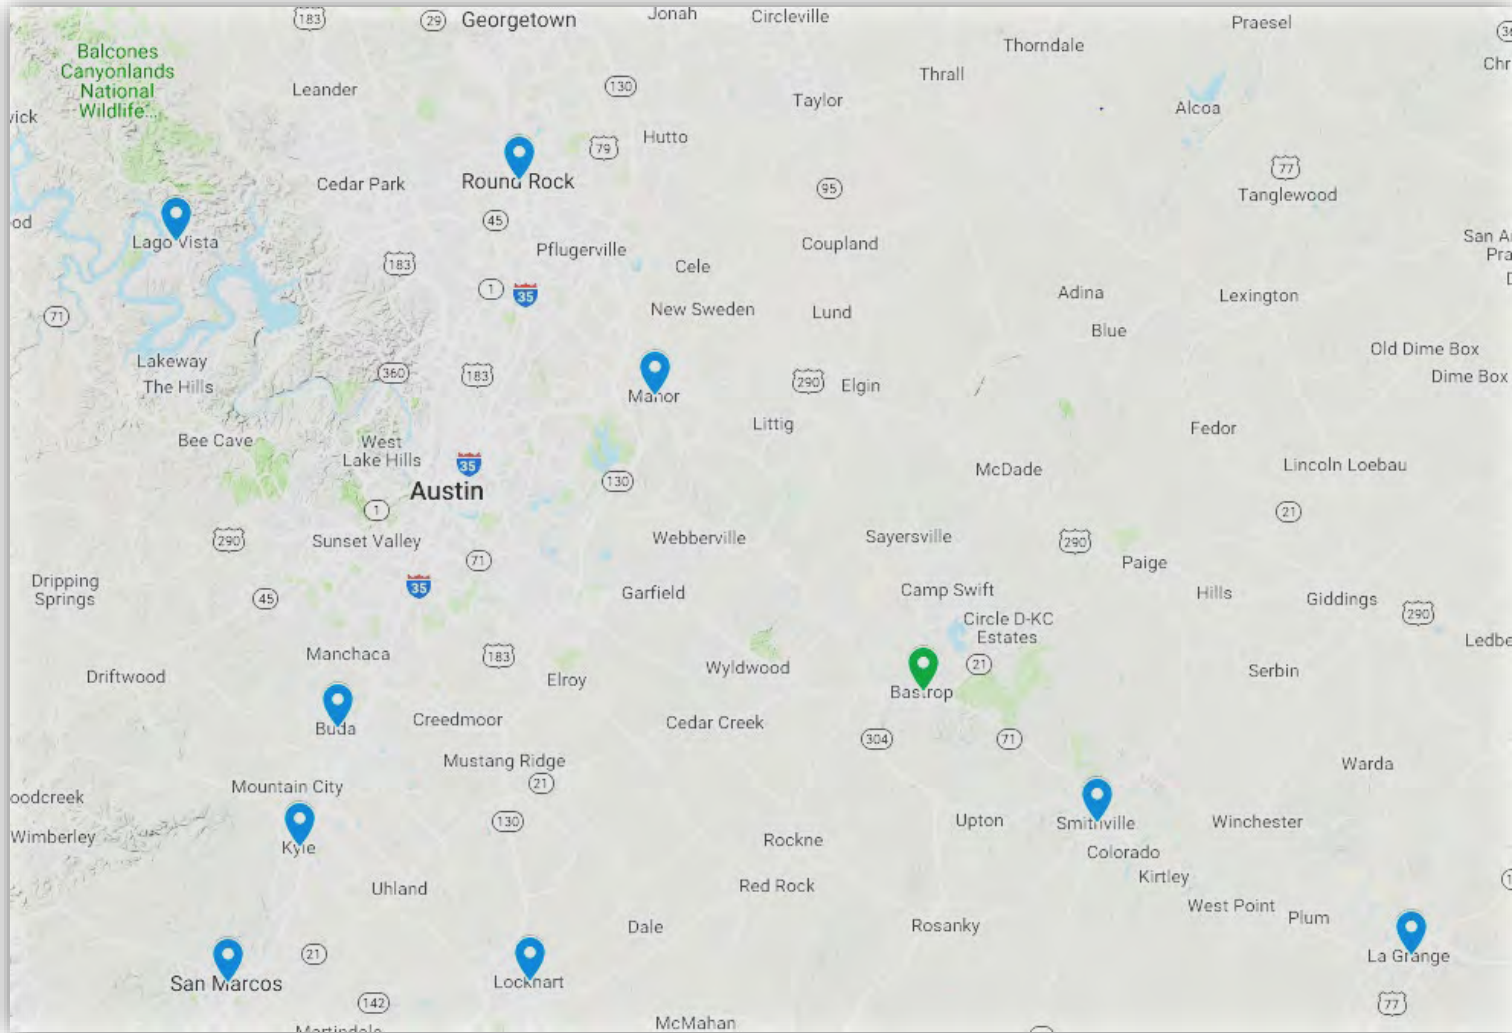 183
29
Georgetown
Jonah
Circleville
Praesel
Thorndale
Balcones
Canyonlands
National
Wildlife...
Leander
130
Thrall
Taylor
Alcoa
Hutto
79
Round Rock
Cedar Park
95
77
Tanglewood
Lago Vista
45
Pflugerville
Coupland
183
Cele
1
35
New Sweden
Lund
Adina
Lexington
Blue
71
Lakeway
The Hills
360
183
Manor
290
Elgin
Old Dime Box
Dime Box
Littig
Bee Cave
West
Lake Hills
35
Austin
130
McDade
Fedor
Lincoln Loebau
1
21
290
Sunset Valley
71
Webberville
Sayersville
290
Paige
Dripping
Springs
45
35
Garfield
Camp Swift
Hills
Giddings
290
Circle D-KC
Estates
Manchaca
183
Wyldwood
21
Serbin
Driftwood
Elroy
Bastrop
Buda
Creedmoor
Cedar Creek
304
71
Mustang Ridge
21
Warda
Mountain City
130
Wimberley
Kyle
Rockne
Upton
Smithville
Winchester
Colorado
Kirtley
Uhland
Red Rock
West Point
Plum
Dale
Rosanky
La Grange
21
San Marcos
Lockhart
142
77
McMahan